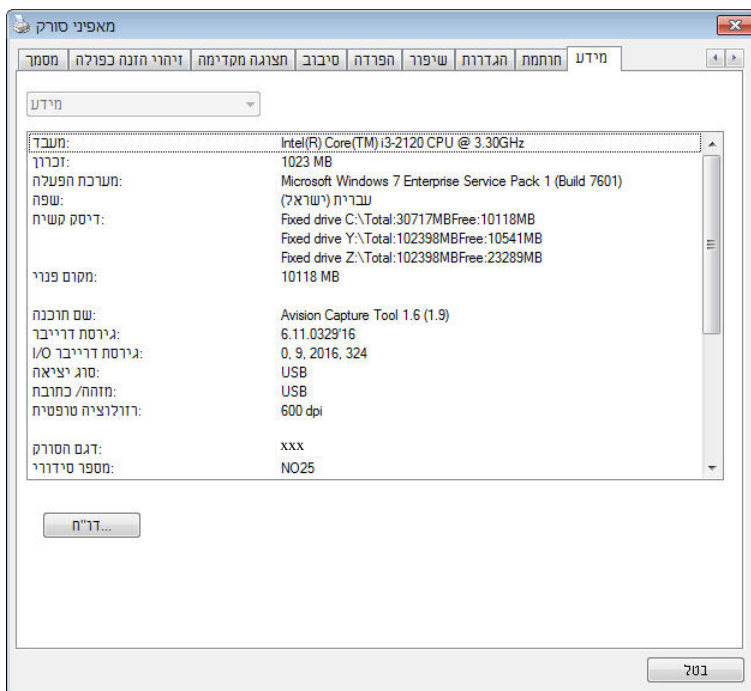 מאפיני סורק
מסמך זיהוי הזנה כפולה תצוגה מקדימה סיבוב הפרדה שיפור הגדרות חותמת מידע
מידע
מעבד: Intel(R) Core(TM) i3-2120 CPU @ 3.30GHz
זכרון: 1023 MB
מערכת הפעלה: Microsoft Windows 7 Enterprise Service Pack 1 (Build 7601)
שפה: עברית (ישראל)
דיסק קשיח: Fixed drive C:\Total:30717MBFree:10118MB
Fixed drive Y:\Total:102398MBFree:10541MB
Fixed drive Z:\Total:102398MBFree:23289MB
מקום פנוי: 10118 MB
שם תוכנה: Avision Capture Tool 1.6 (1.9)
גירסת דרייבר: 6.11.0329'16
גירסת דרייבר I/O: 0, 9, 2016, 324
סוג יציאה: USB
מזהה/ כתובת: USB
רזולוציה טופטית: 600 dpi
דגם הסורק: xxx
מספר סידורי: NO25
דר"ח...
בטל